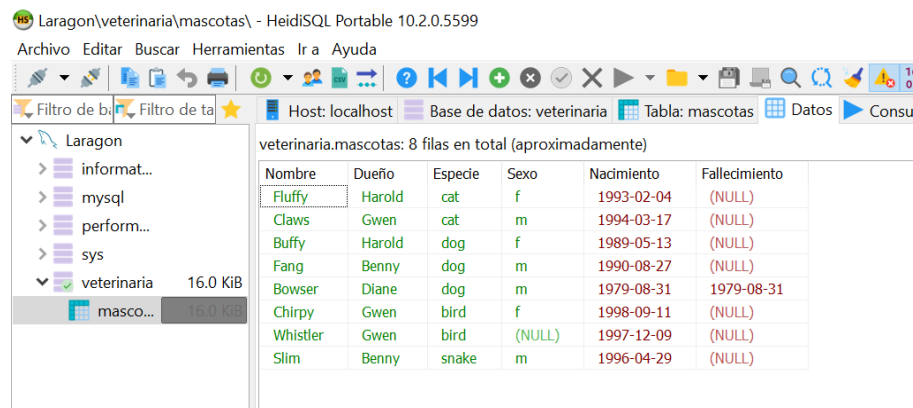 Laragon\veterinaria\mascotas\ - HeidiSQL Portable 10.2.0.5599
Archivo Editar Buscar Herramientas Ir a Ayuda
Filtro de ba Filtro de ta Host: localhost Base de datos: veterinaria Tabla: mascotas Datos Consu
Laragon
informat...
mysql
perform...
sys
veterinaria 16.0 KiB
masco... 16.0 KiB
veterinaria.mascotas: 8 filas en total (aproximadamente)
Nombre Dueño Especie Sexo Nacimiento Fallecimiento
Fluffy Harold cat f 1993-02-04 (NULL)
Claws Gwen cat m 1994-03-17 (NULL)
Buffy Harold dog f 1989-05-13 (NULL)
Fang Benny dog m 1990-08-27 (NULL)
Bowser Diane dog m 1979-08-31 1979-08-31
Chirpy Gwen bird f 1998-09-11 (NULL)
Whistler Gwen bird (NULL) 1997-12-09 (NULL)
Slim Benny snake m 1996-04-29 (NULL)